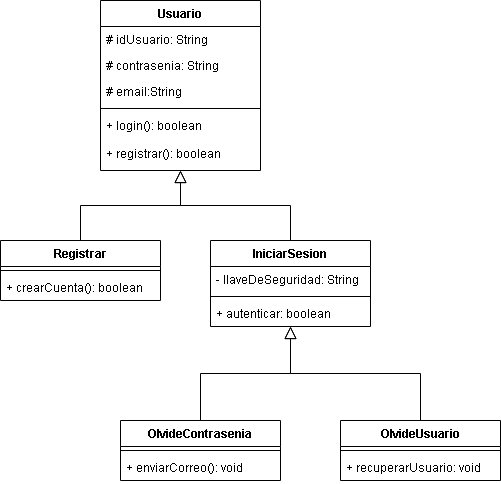 Usuario
# idUsuario: String
# contrasenia: String
# email:String
+ login(): boolean
+ registrar(): boolean
Registrar
+ crearCuenta(): boolean
IniciarSesion
- llaveDeSeguridad: String
+ autenticar: boolean
OlvideContrasenia
+ enviarCorreo(): void
OlvideUsuario
+ recuperarUsuario: void